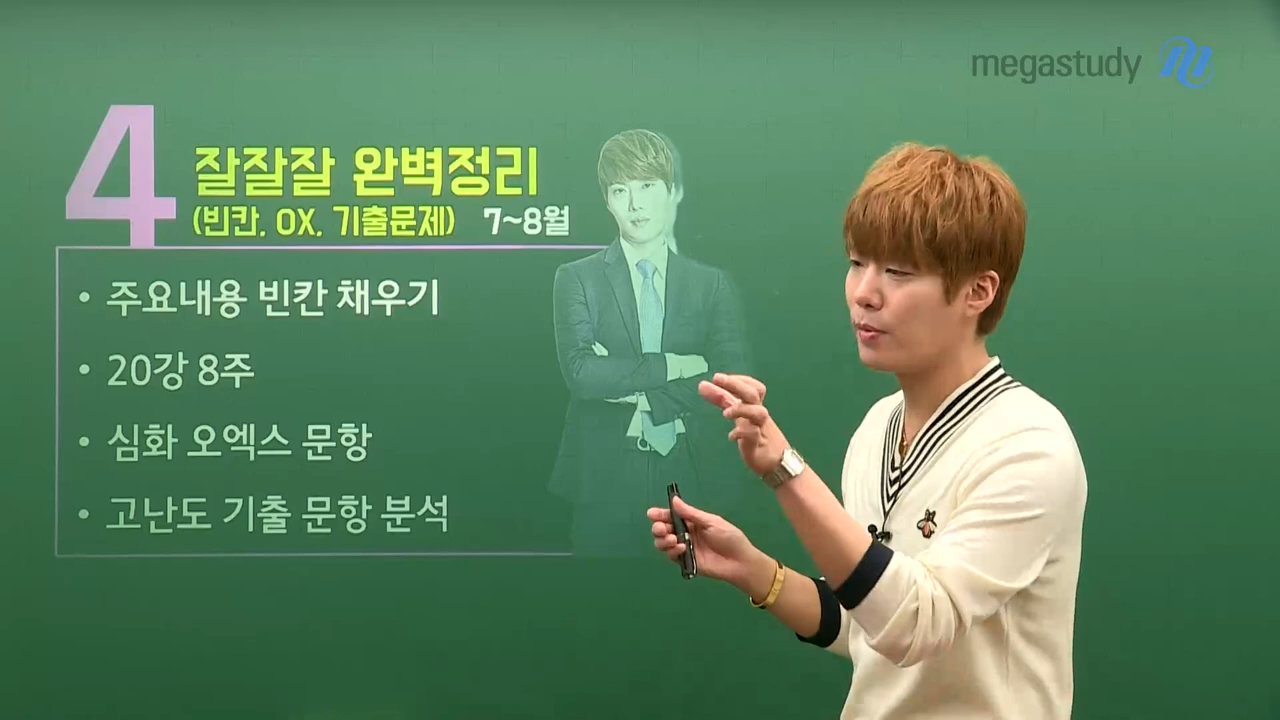 megastudy
4
잘잘잘 완벽정리
(빈칸, OX, 기출문제) 7~8월
• 주요내용 빈칸 채우기
• 20강 8주
• 심화 오엑스 문항
• 고난도 기출 문항 분석